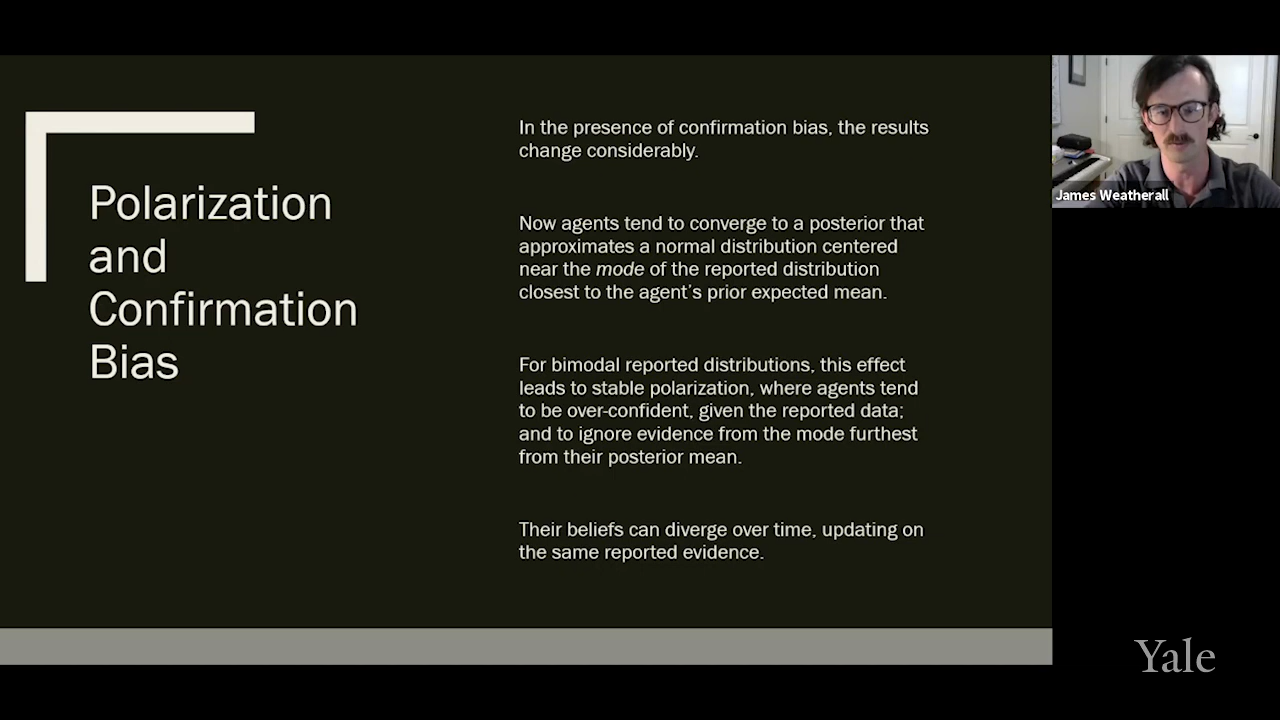 Polarization
and
Confirmation
Bias
In the presence of confirmation bias, the results
change considerably.
Now agents tend to converge to a posterior that
approximates a normal distribution centered
near the mode of the reported distribution
closest to the agent's prior expected mean.
For bimodal reported distributions, this effect
leads to stable polarization, where agents tend
to be over-confident, given the reported data;
and to ignore evidence from the mode furthest
from their posterior mean.
Their beliefs can diverge over time, updating on
the same reported evidence.
James Weatherall
Yale